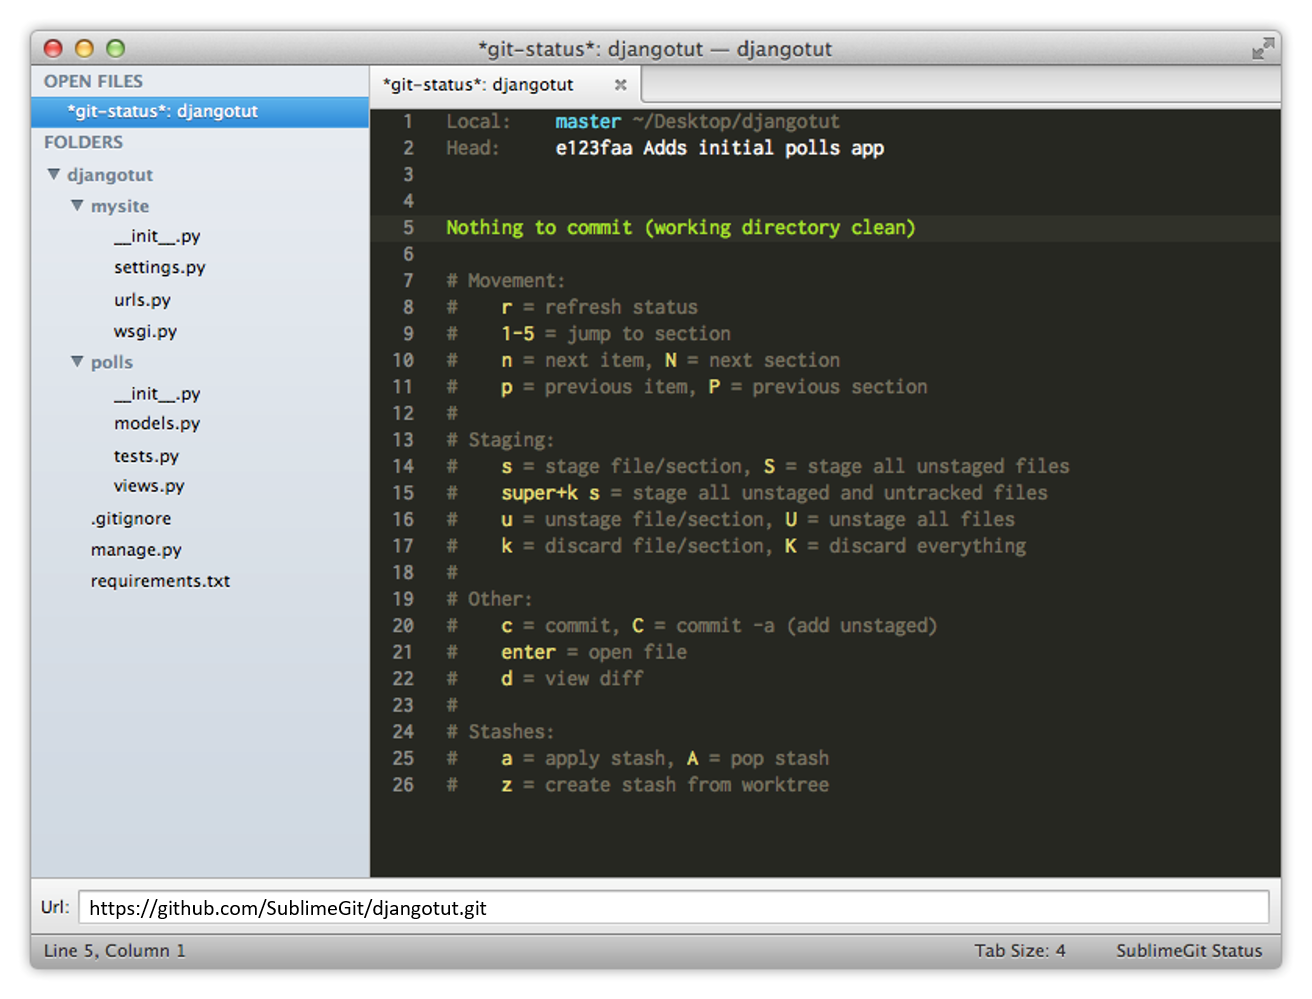 *git-status*: djangotut — djangotut
OPEN FILES
*git-status*: djangotut
FOLDERS
djangotut
mysite
__init__.py
settings.py
urls.py
wsgi.py
polls
__init__.py
models.py
tests.py
views.py
.gitignore
manage.py
requirements.txt
*git-status*: djangotut
1 Local: master ~/Desktop/djangotut
2 Head: e123faa Adds initial polls app
3
4
5 Nothing to commit (working directory clean)
6
7 # Movement:
8 # r = refresh status
9 # 1-5 = jump to section
10 # n = next item, N = next section
11 # p = previous item, P = previous section
12 #
13 # Staging:
14 # s = stage file/section, S = stage all unstaged files
15 # super+k s = stage all unstaged and untracked files
16 # u = unstage file/section, U = unstage all files
17 # k = discard file/section, K = discard everything
18 #
19 # Other:
20 # c = commit, C = commit -a (add unstaged)
21 # enter = open file
22 # d = view diff
23 #
24 # Stashes:
25 # a = apply stash, A = pop stash
26 # z = create stash from worktree
Url: https://github.com/SublimeGit/djangotut.git
Line 5, Column 1 Tab Size: 4 SublimeGit Status